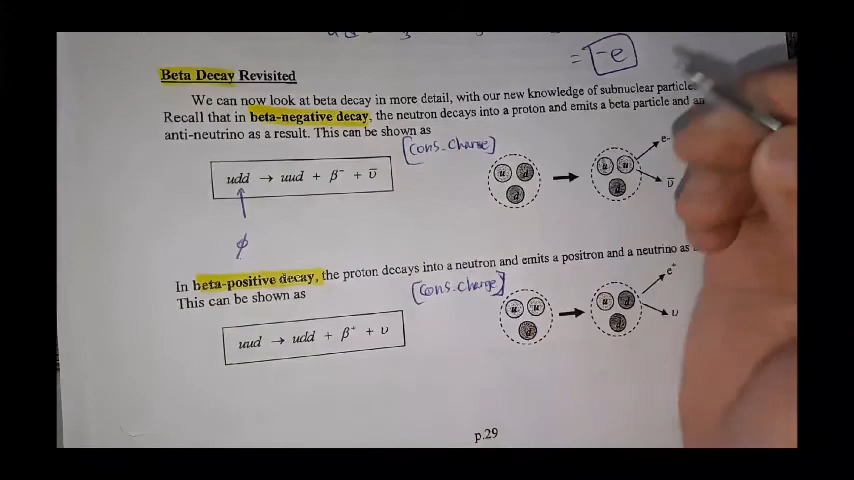 = -e
Beta Decay Revisited
We can now look at beta decay in more detail, with our new knowledge of subnuclear particles.
Recall that in beta-negative decay, the neutron decays into a proton and emits a beta particle and an
anti-neutrino as a result. This can be shown as
[cons. charge]
udd → uud + β⁻ + ῡ
u d d
u u d
e-
ῡ
ϕ
In beta-positive decay, the proton decays into a neutron and emits a positron and a neutrino as
This can be shown as
[cons. charge]
uud → udd + β⁺ + υ
u u d
u d d
e⁺
υ
p.29